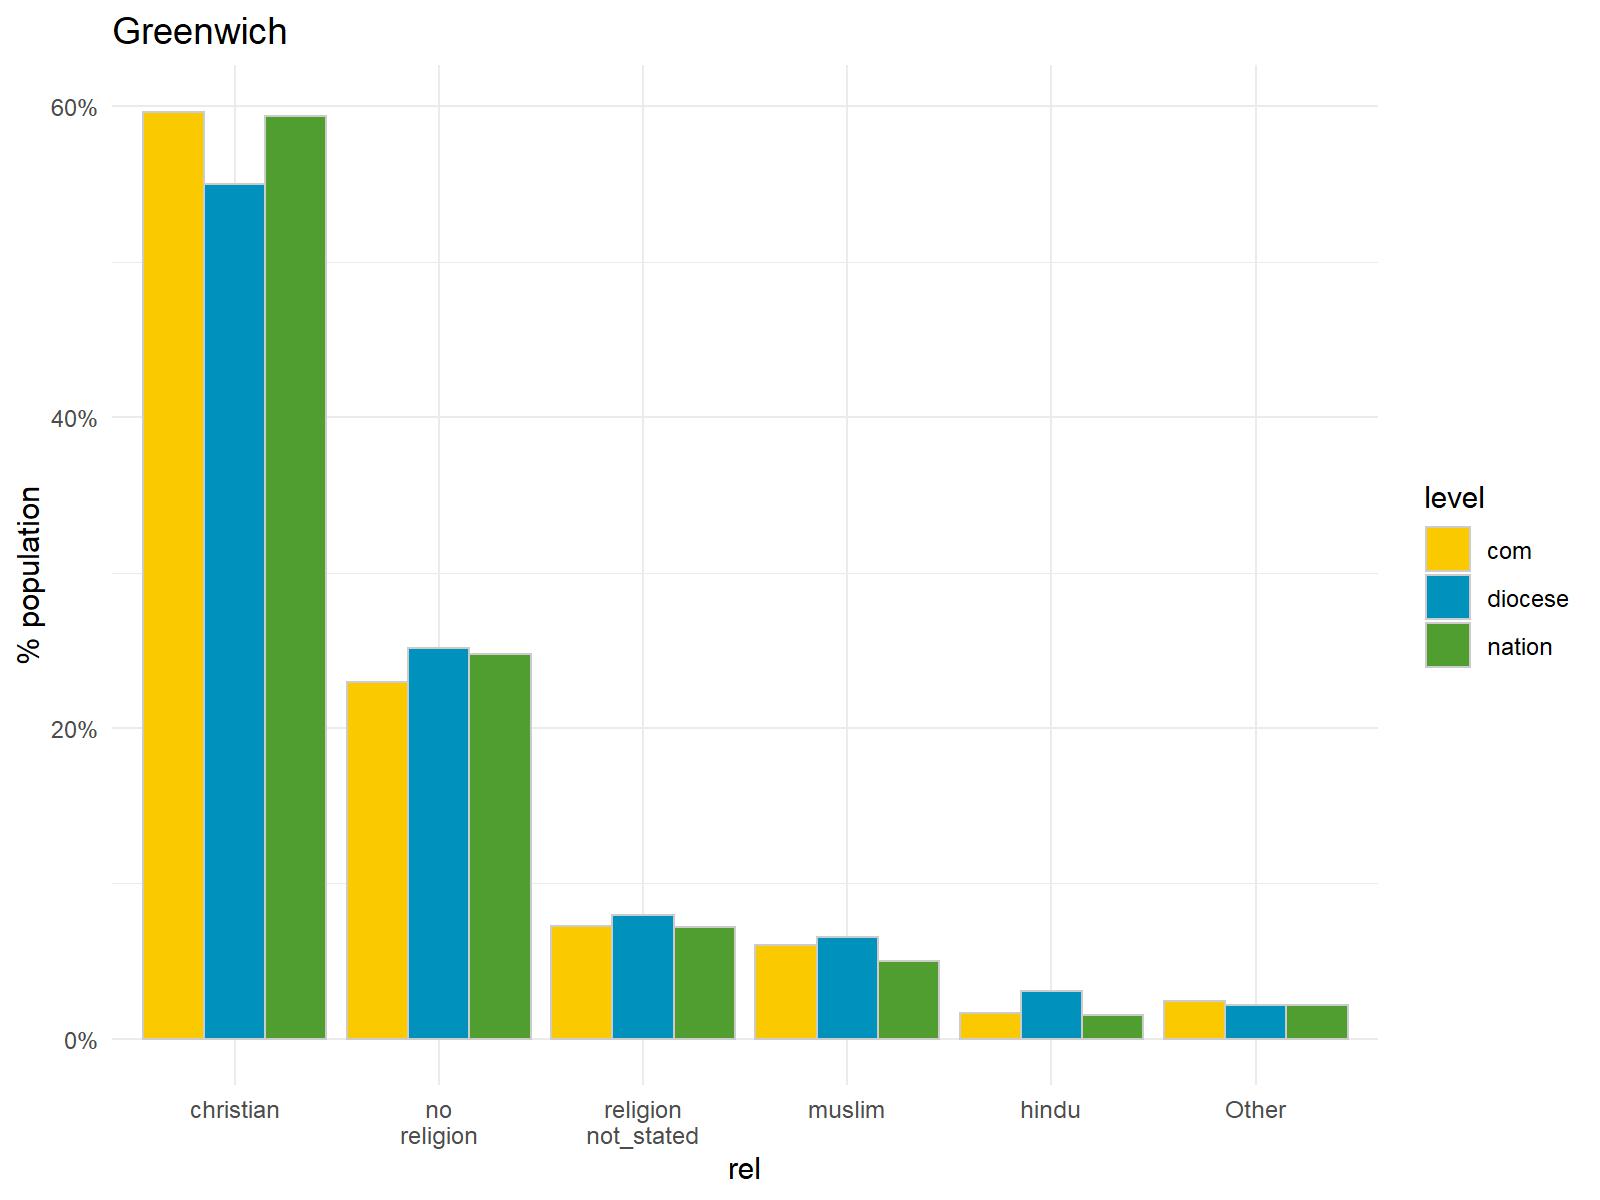 Greenwich
% population
60%
40%
20%
0%
christian
no
religion
religion
not_stated
muslim
hindu
Other
rel
level
com
diocese
nation